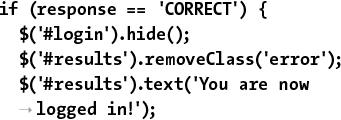 if (response == 'CORRECT') {
  $('#login').hide();
  $('#results').removeClass('error');
  $('#results').text('You are now
  →logged in!');